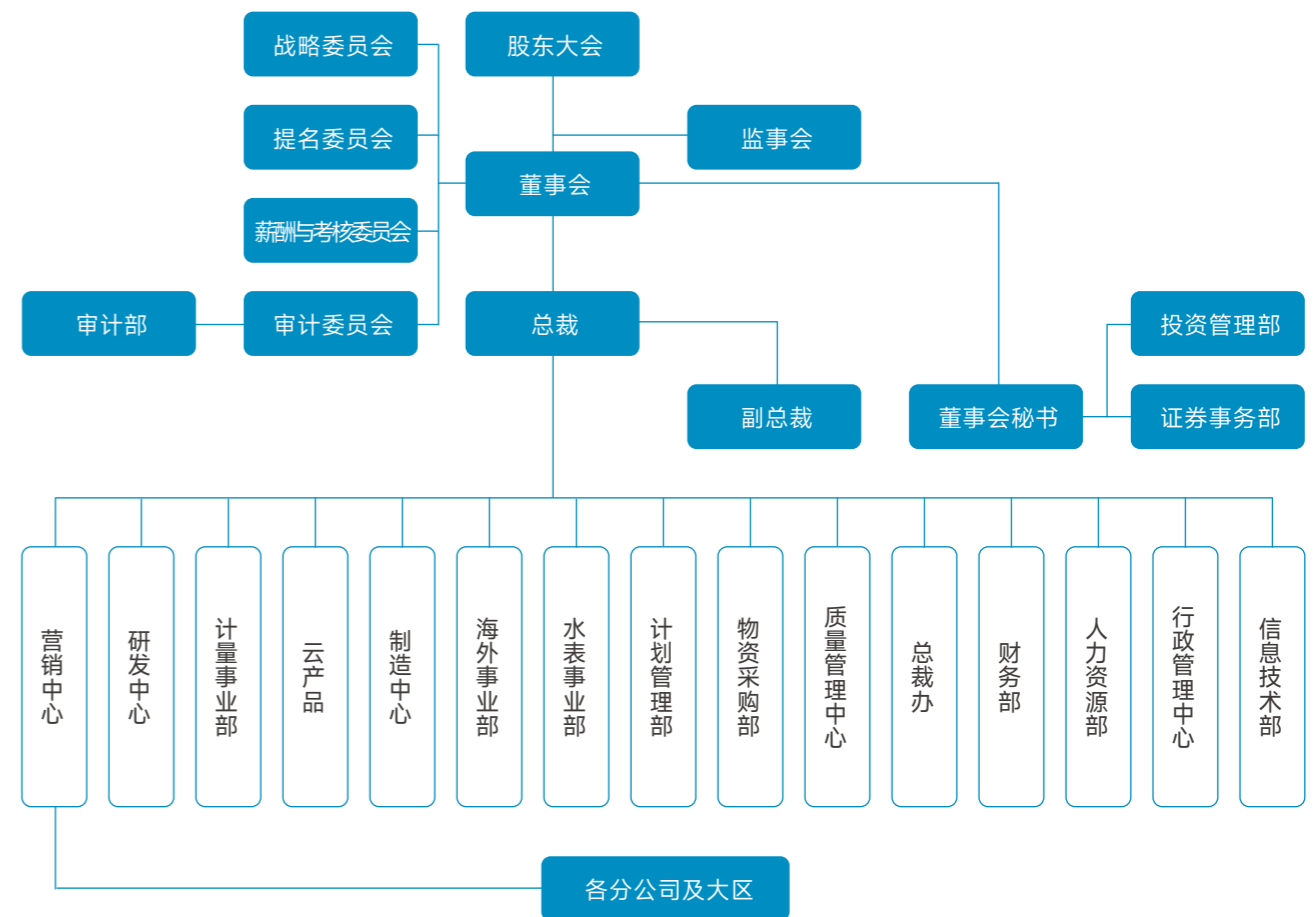 战略委员会
股东大会
提名委员会
监事会
董事会
薪酬与考核委员会
审计部
审计委员会
总裁
投资管理部
副总裁
董事会秘书
证券事务部
营销中心
研发中心
计量事业部
云产品
制造中心
海外事业部
水表事业部
计划管理部
物资采购部
质量管理中心
总裁办
财务部
人力资源部
行政管理中心
信息技术部
各分公司及大区